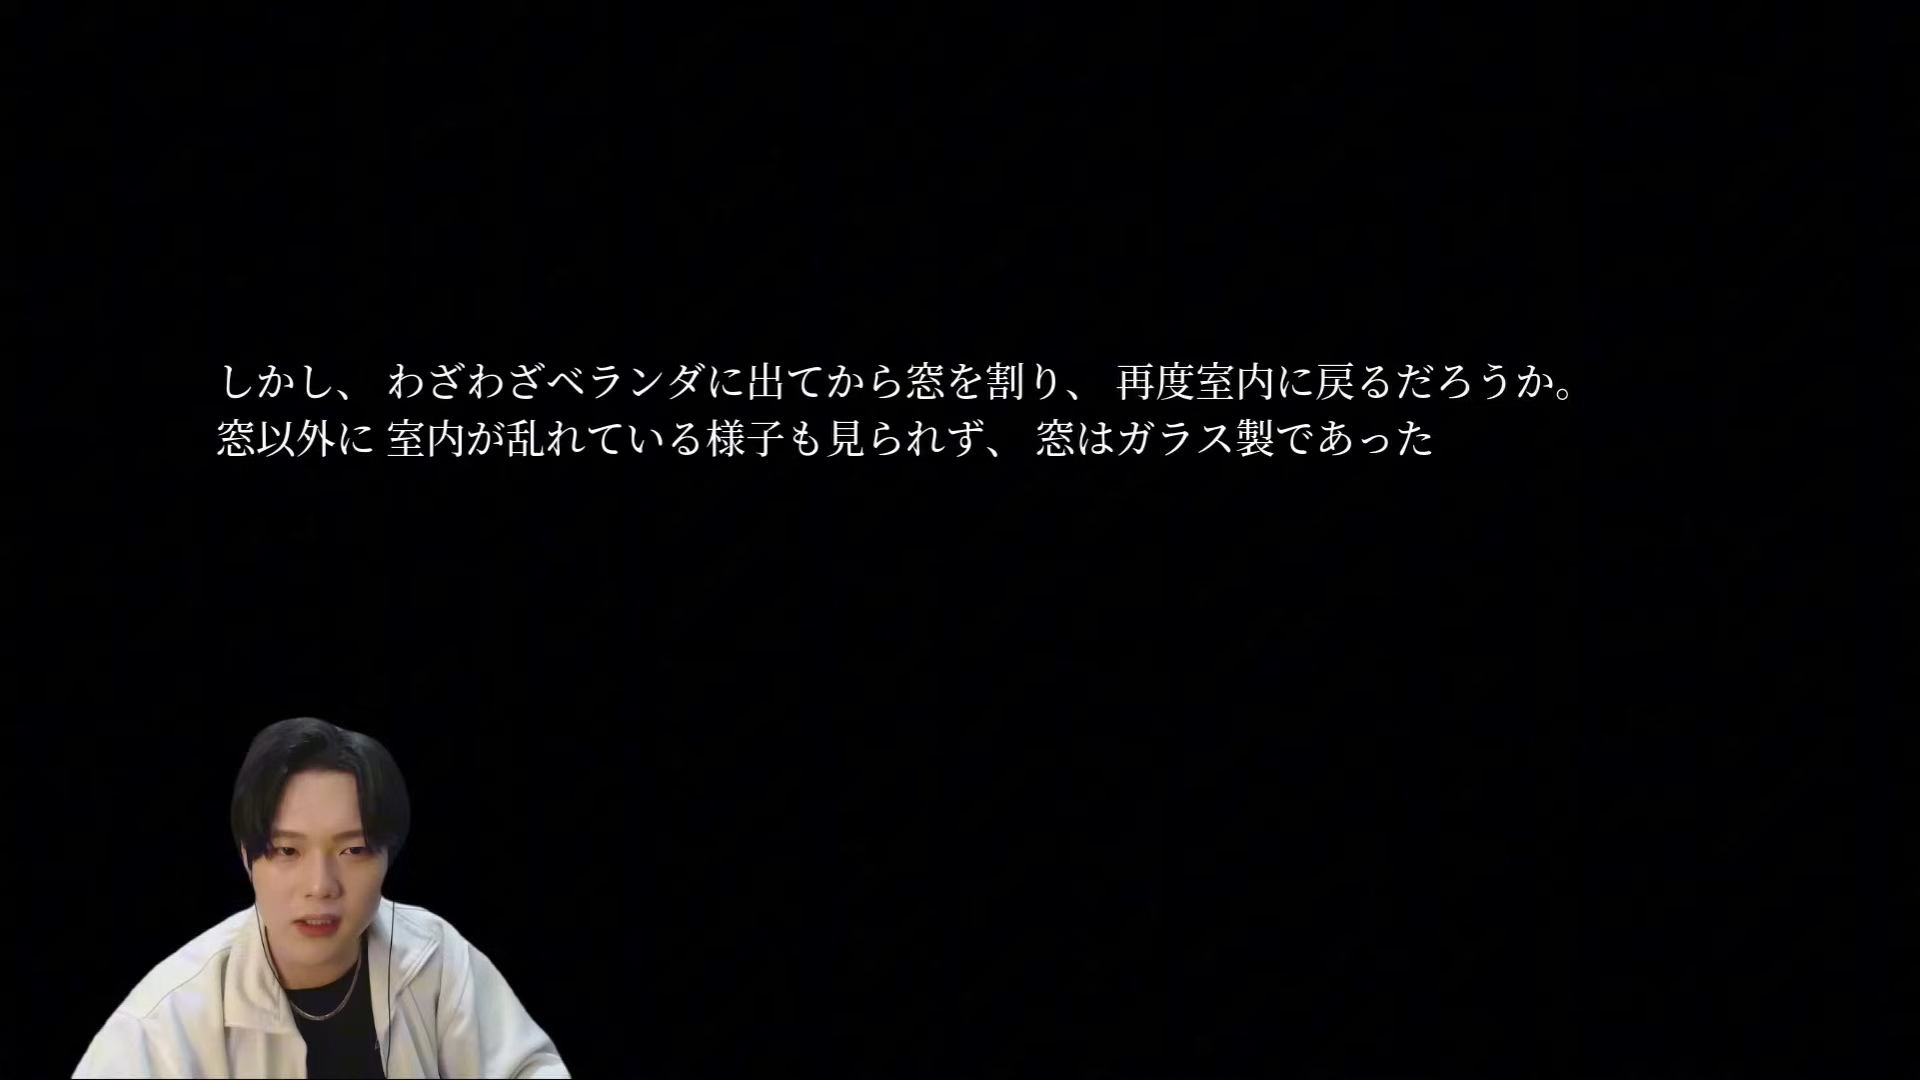 しかし、 わざわざベランダに出てから窓を割り、 再度室内に戻るだろうか。
窓以外に 室内が乱れている様子も見られず、 窓はガラス製であった